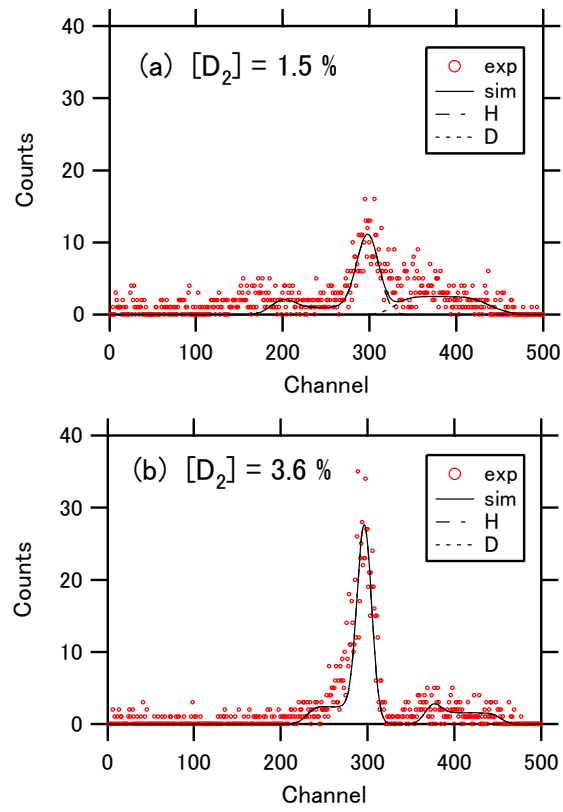 40
(a) [D₂] = 1.5 %
exp
sim
H
D
30
20
10
0
Counts
0 100 200 300 400 500
Channel
40
(b) [D₂] = 3.6 %
exp
sim
H
D
30
20
10
0
Counts
0 100 200 300 400 500
Channel